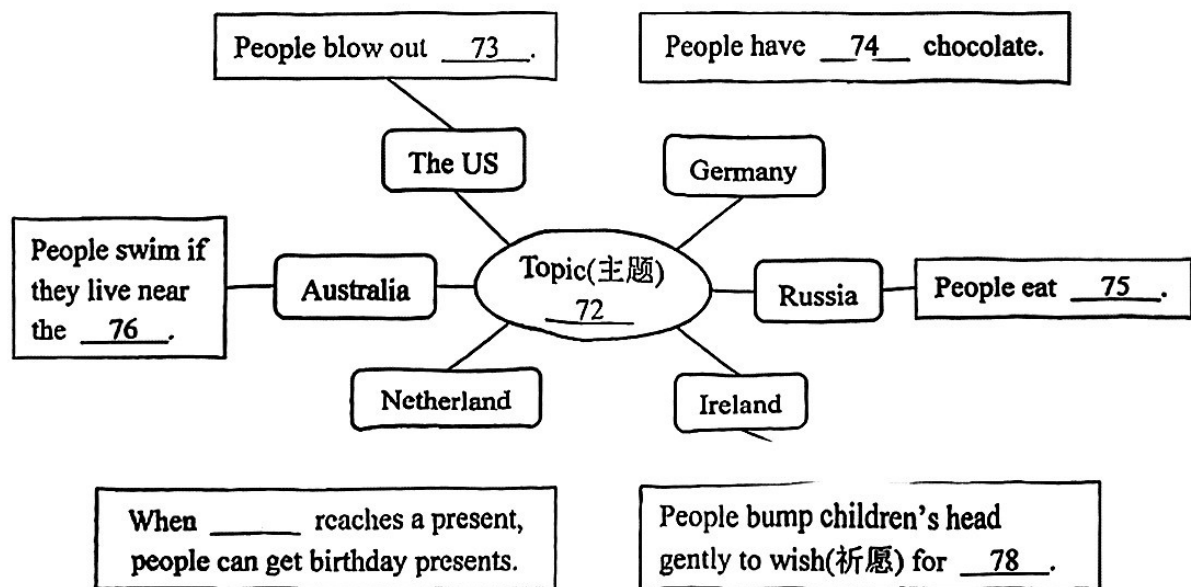 People blow out 73.
People have 74 chocolate.
The US
Germany
People swim if
they live near
the 76.
Australia
Topic(主题)
72
Russia
People eat 75.
Netherland
Ireland
When ______ reaches a present,
people can get birthday presents.
People bump children's head
gently to wish(祈愿) for 78.